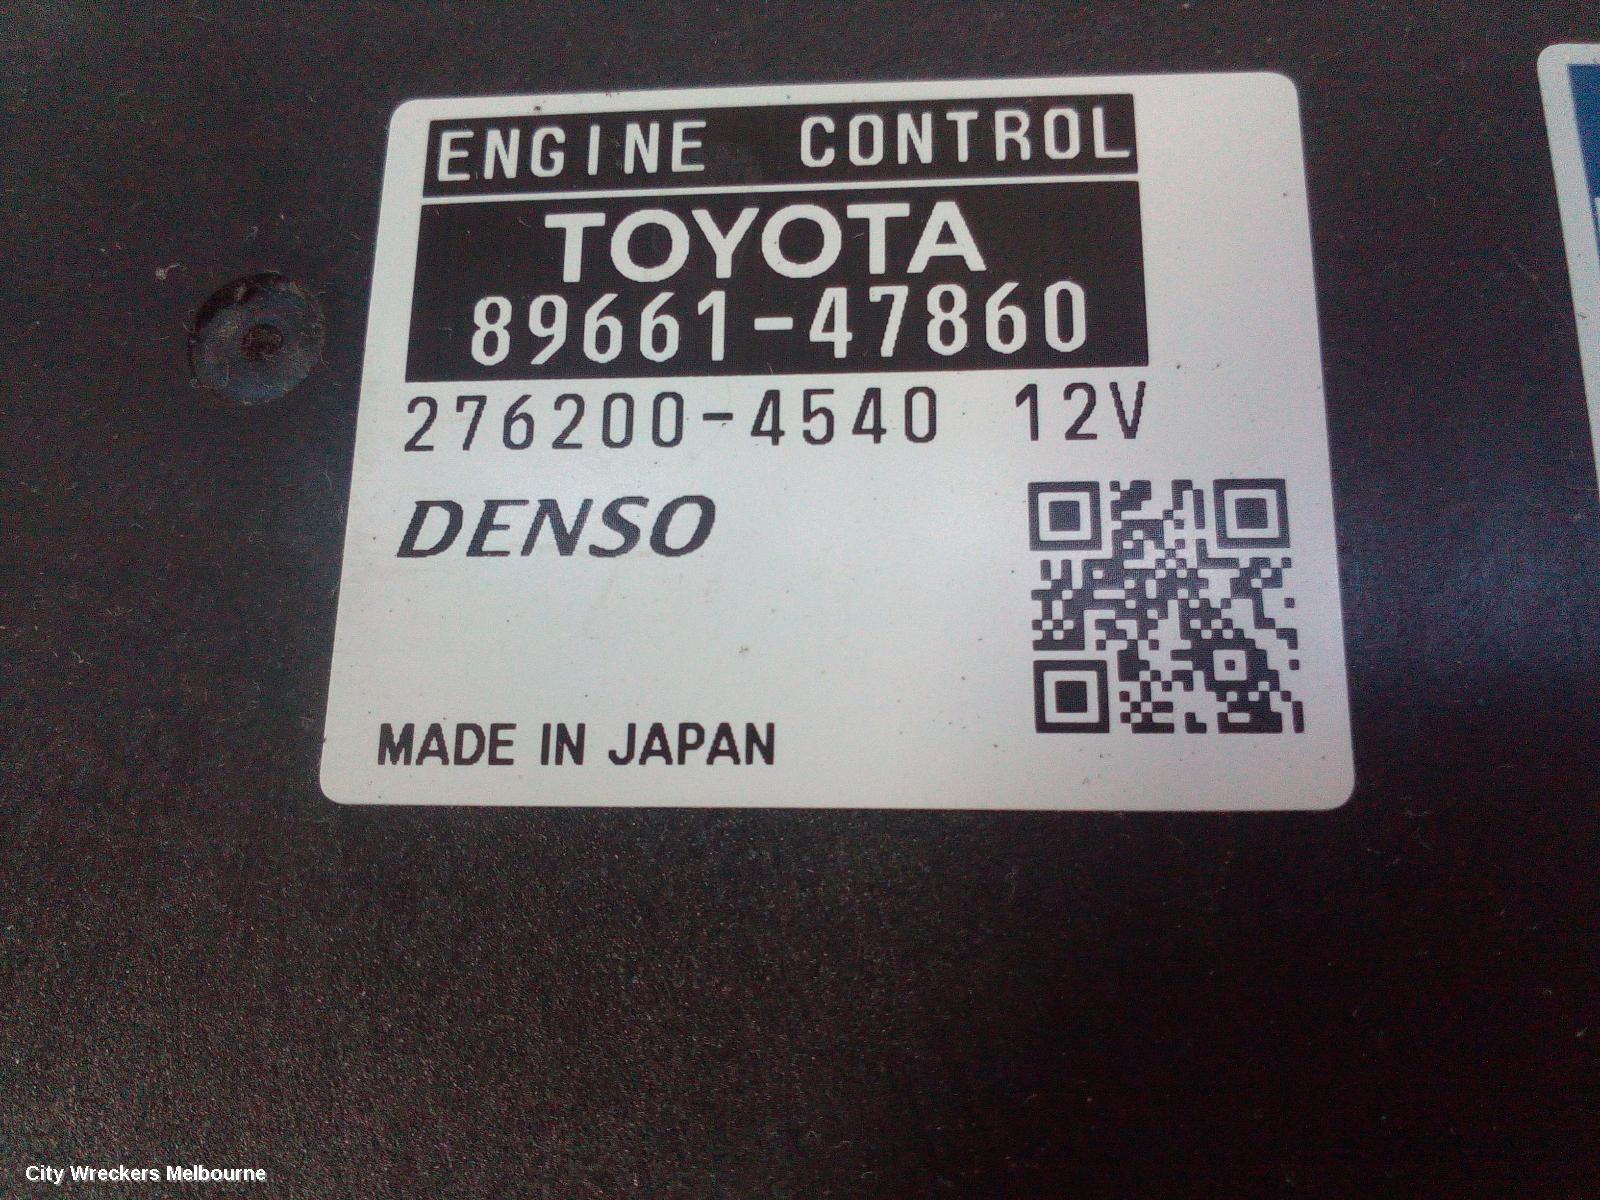 ENGINE CONTROL
TOYOTA
89661-47860
276200-4540 12V
DENSO
MADE IN JAPAN
City Wreckers Melbourne